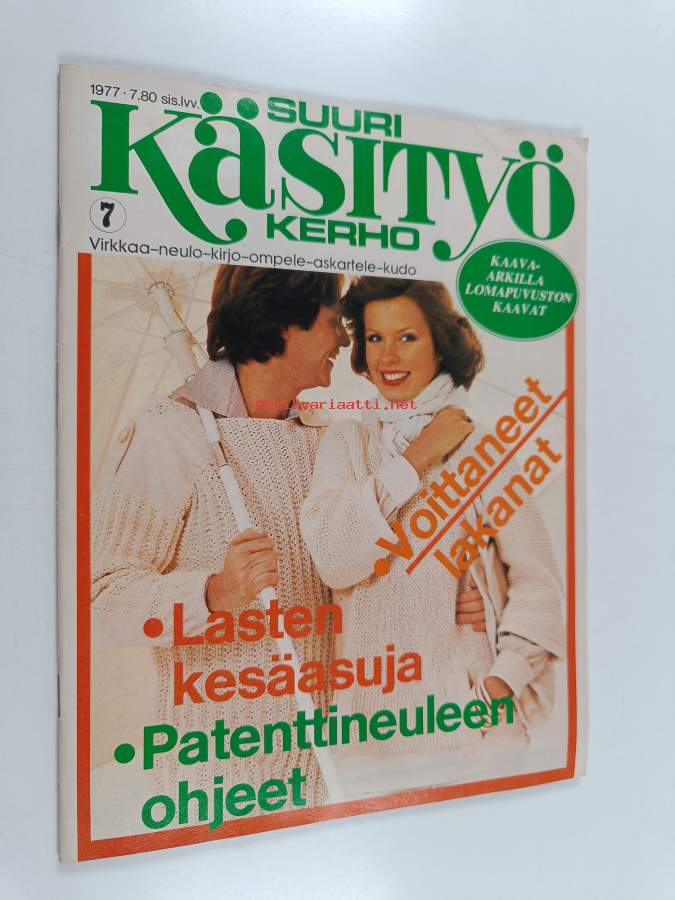 1977 · 7.80 sis.lvv.
SUURI
KÄSITYÖ
KERHO
7
Virkkaa–neulo–kirjo–ompele–askartele–kudo
KAAVA-
ARKILLA
LOMAPUVUSTON
KAAVAT
antikvariaatti.net
•Voittaneet
lakanat
•Lasten
kesäasuja
•Patenttineuleen
ohjeet